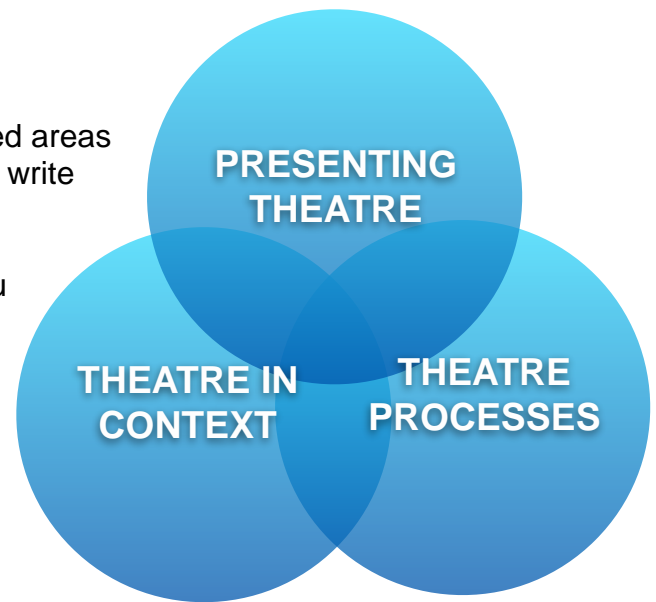 ed areas
write
u
PRESENTING
THEATRE
THEATRE IN
CONTEXT
THEATRE
PROCESSES